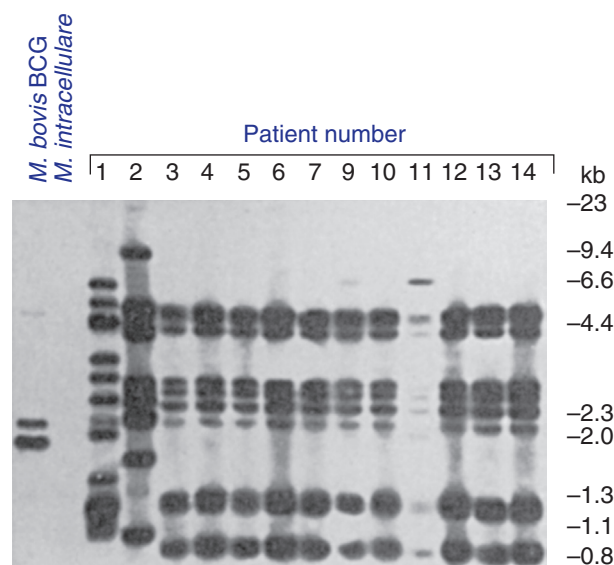 M. bovis BCG
M. intracellulare
Patient number
1 2 3 4 5 6 7 9 10 11 12 13 14
kb
–23
–9.4
–6.6
–4.4
–2.3
–2.0
–1.3
–1.1
–0.8